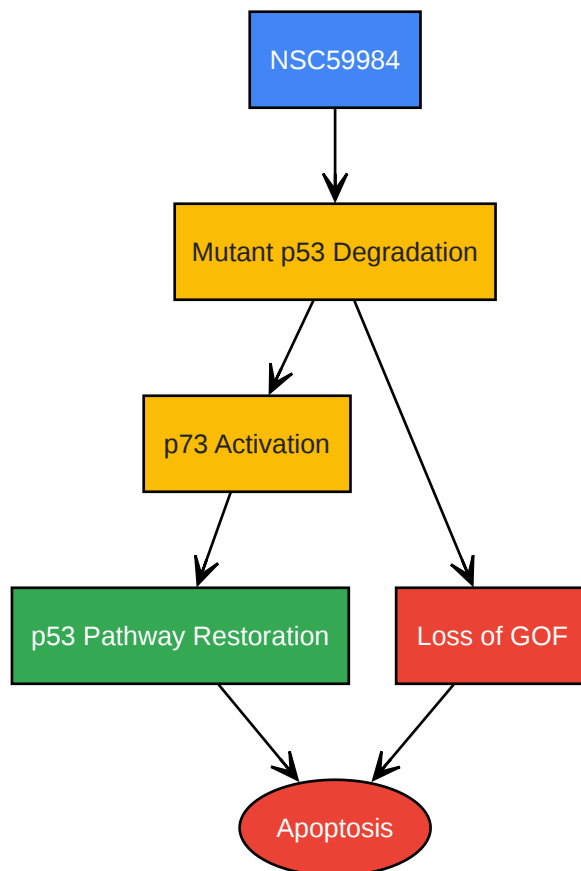 NSC59984
Mutant p53 Degradation
p73 Activation
p53 Pathway Restoration
Loss of GOF
Apoptosis